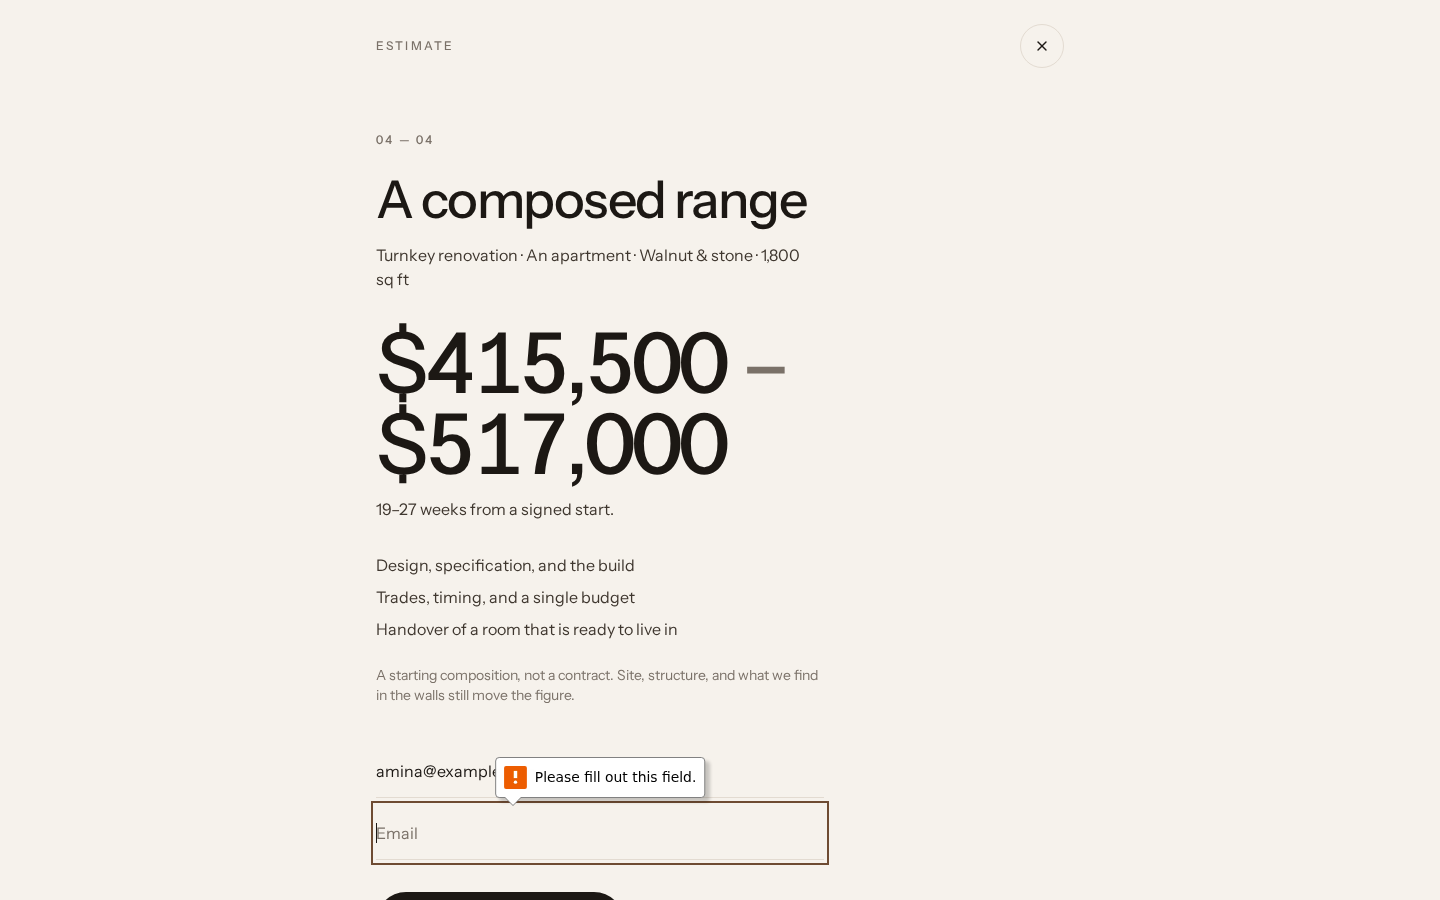 ESTIMATE
04 — 04
A composed range
Turnkey renovation · An apartment · Walnut & stone · 1,800
sq ft
$415,500 –
$517,000
19–27 weeks from a signed start.
Design, specification, and the build
Trades, timing, and a single budget
Handover of a room that is ready to live in
A starting composition, not a contract. Site, structure, and what we find
in the walls still move the figure.
amina@example
Please fill out this field.
Email